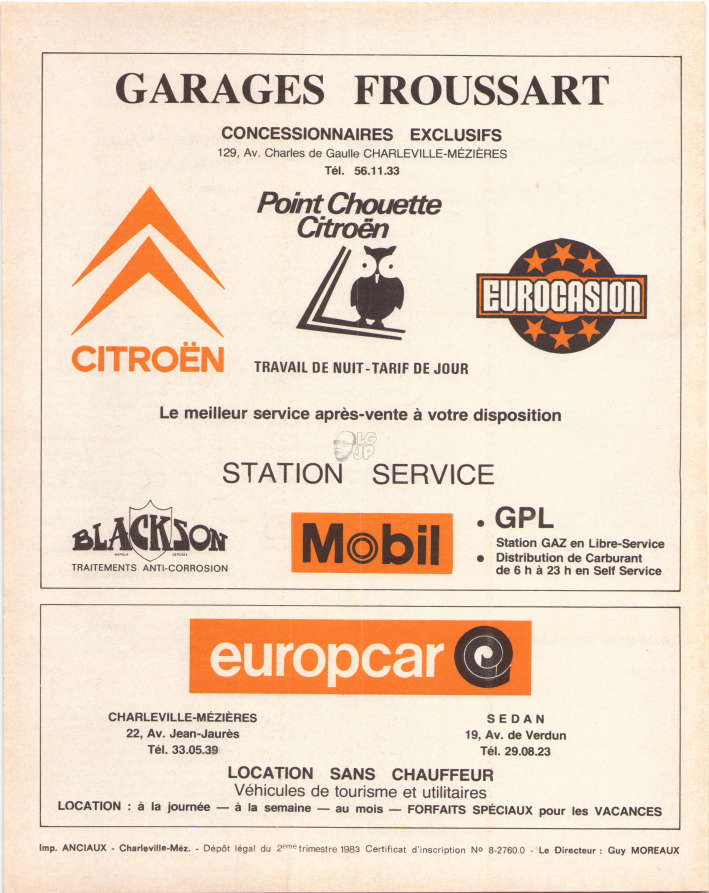 GARAGES FROUSSART
CONCESSIONNAIRES EXCLUSIFS
129, Av. Charles de Gaulle CHARLEVILLE-MÉZIÈRES
Tél. 56.11.33
Point Chouette
Citroën
CITROËN
EUROCASION
TRAVAIL DE NUIT - TARIF DE JOUR
Le meilleur service après-vente à votre disposition
LG
JP
STATION SERVICE
BLACKSON
MARQUE DÉPOSÉE
TRAITEMENTS ANTI-CORROSION
Mobil
• GPL
Station GAZ en Libre-Service
• Distribution de Carburant
de 6 h à 23 h en Self Service
europcar
CHARLEVILLE-MÉZIÈRES
22, Av. Jean-Jaurès
Tél. 33.05.39
SEDAN
19, Av. de Verdun
Tél. 29.08.23
LOCATION SANS CHAUFFEUR
Véhicules de tourisme et utilitaires
LOCATION : à la journée — à la semaine — au mois — FORFAITS SPÉCIAUX pour les VACANCES
Imp. ANCIAUX - Charleville-Méz. - Dépôt légal du 2eme trimestre 1983 Certificat d'inscription No 8-2760.0 - Le Directeur : Guy MOREAUX